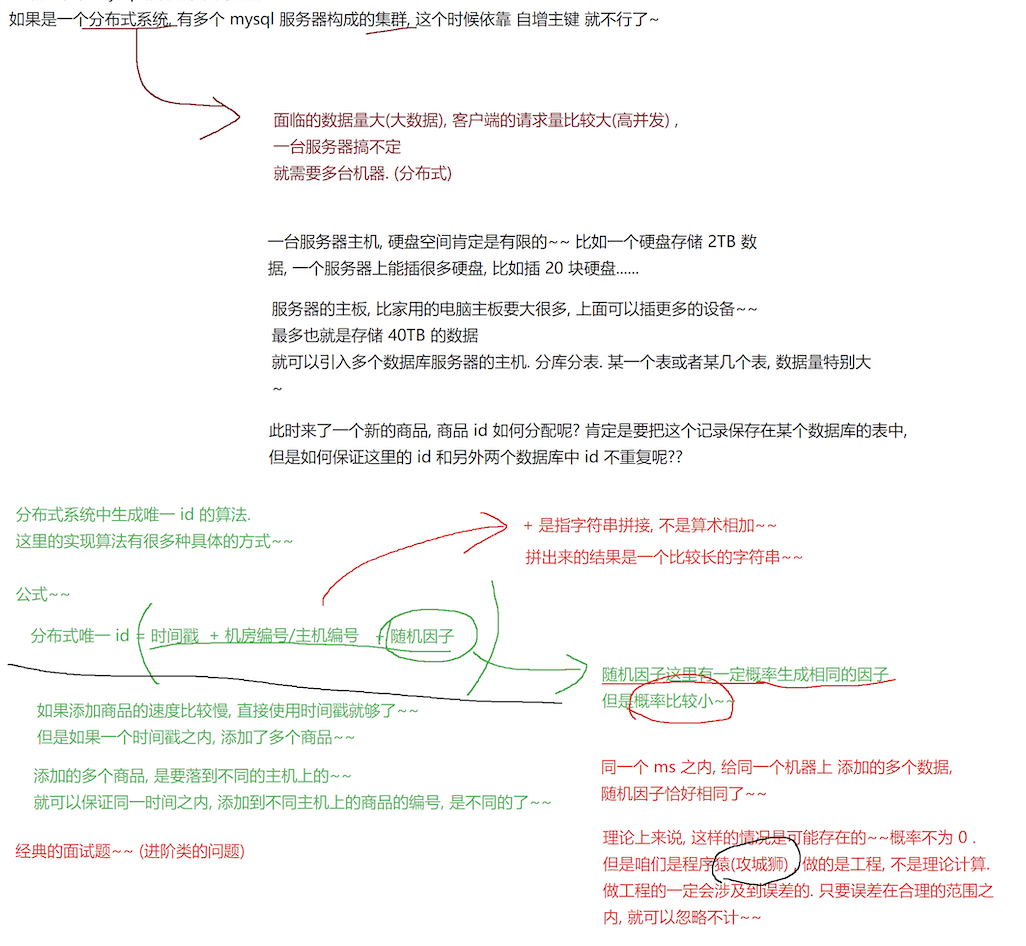 如果是一个分布式系统, 有多个 mysql 服务器构成的集群, 这个时候依靠 自增主键 就不行了~
面临的数据量大(大数据), 客户端的请求量比较大(高并发) ,
一台服务器搞不定
就需要多台机器. (分布式)
一台服务器主机, 硬盘空间肯定是有限的~~ 比如一个硬盘存储 2TB 数
据, 一个服务器上能插很多硬盘, 比如插 20 块硬盘......
服务器的主板, 比家用的电脑主板要大很多, 上面可以插更多的设备~~
最多也就是存储 40TB 的数据
就可以引入多个数据库服务器的主机. 分库分表. 某一个表或者某几个表, 数据量特别大
~
此时来了一个新的商品, 商品 id 如何分配呢? 肯定是要把这个记录保存在某个数据库的表中,
但是如何保证这里的 id 和另外两个数据库中 id 不重复呢??
分布式系统中生成唯一 id 的算法.
这里的实现算法有很多种具体的方式~~
+ 是指字符串拼接, 不是算术相加~~
拼出来的结果是一个比较长的字符串~~
公式~~
分布式唯一 id = 时间戳 + 机房编号/主机编号 + 随机因子
随机因子这里有一定概率生成相同的因子
但是概率比较小~~
如果添加商品的速度比较慢, 直接使用时间戳就够了~~
但是如果一个时间戳之内, 添加了多个商品~~
添加的多个商品, 是要落到不同的主机上的~~
就可以保证同一时间之内, 添加到不同主机上的商品的编号, 是不同的了~~
同一个 ms 之内, 给同一个机器上 添加的多个数据,
随机因子恰好相同了~~
经典的面试题~~ (进阶类的问题)
理论上来说, 这样的情况是可能存在的~~概率不为 0 .
但是咱们是程序猿(攻城狮) , 做的是工程, 不是理论计算.
做工程的一定会涉及到误差的. 只要误差在合理的范围之
内, 就可以忽略不计~~